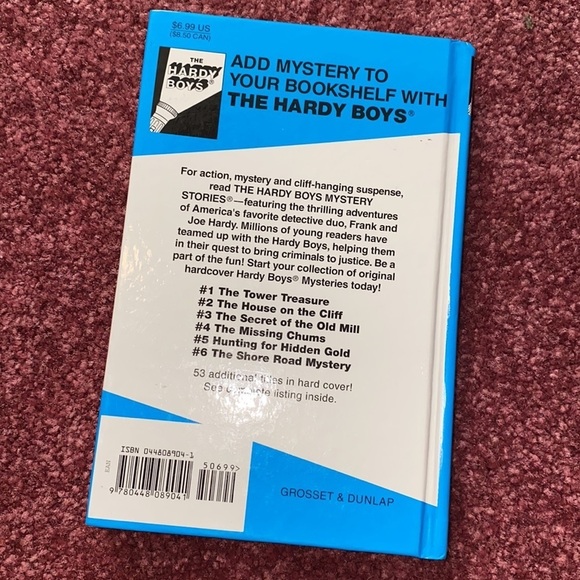 $6.99 US
($8.50 CAN)
THE
HARDY
BOYS®
ADD MYSTERY TO
YOUR BOOKSHELF WITH
THE HARDY BOYS®
For action, mystery and cliff-hanging suspense,
read THE HARDY BOYS MYSTERY
STORIES®—featuring the thrilling adventures
of America's favorite detective duo, Frank and
Joe Hardy. Millions of young readers have
teamed up with the Hardy Boys, helping them
in their quest to bring criminals to justice. Be a
part of the fun! Start your collection of original
hardcover Hardy Boys® Mysteries today!
#1 The Tower Treasure
#2 The House on the Cliff
#3 The Secret of the Old Mill
#4 The Missing Chums
#5 Hunting for Hidden Gold
#6 The Shore Road Mystery
53 additional titles in hard cover!
See complete listing inside.
ISBN 0448089041-1
50699>
EAN
9780448089041
GROSSET & DUNLAP